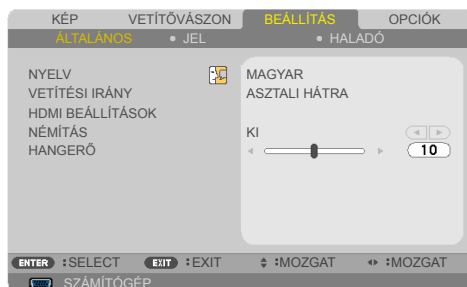 KÉP VETÍTŐVÁSZON BEÁLLÍTÁS OPCIÓK
ÁLTALÁNOS • JEL • HALADÓ
NYELV MAGYAR
VETÍTÉSI IRÁNY ASZTALI HÁTRA
HDMI BEÁLLÍTÁSOK
NÉMÍTÁS KI
HANGERŐ 10
ENTER :SELECT EXIT :EXIT :MOZGAT :MOZGAT
SZÁMÍTÓGÉP